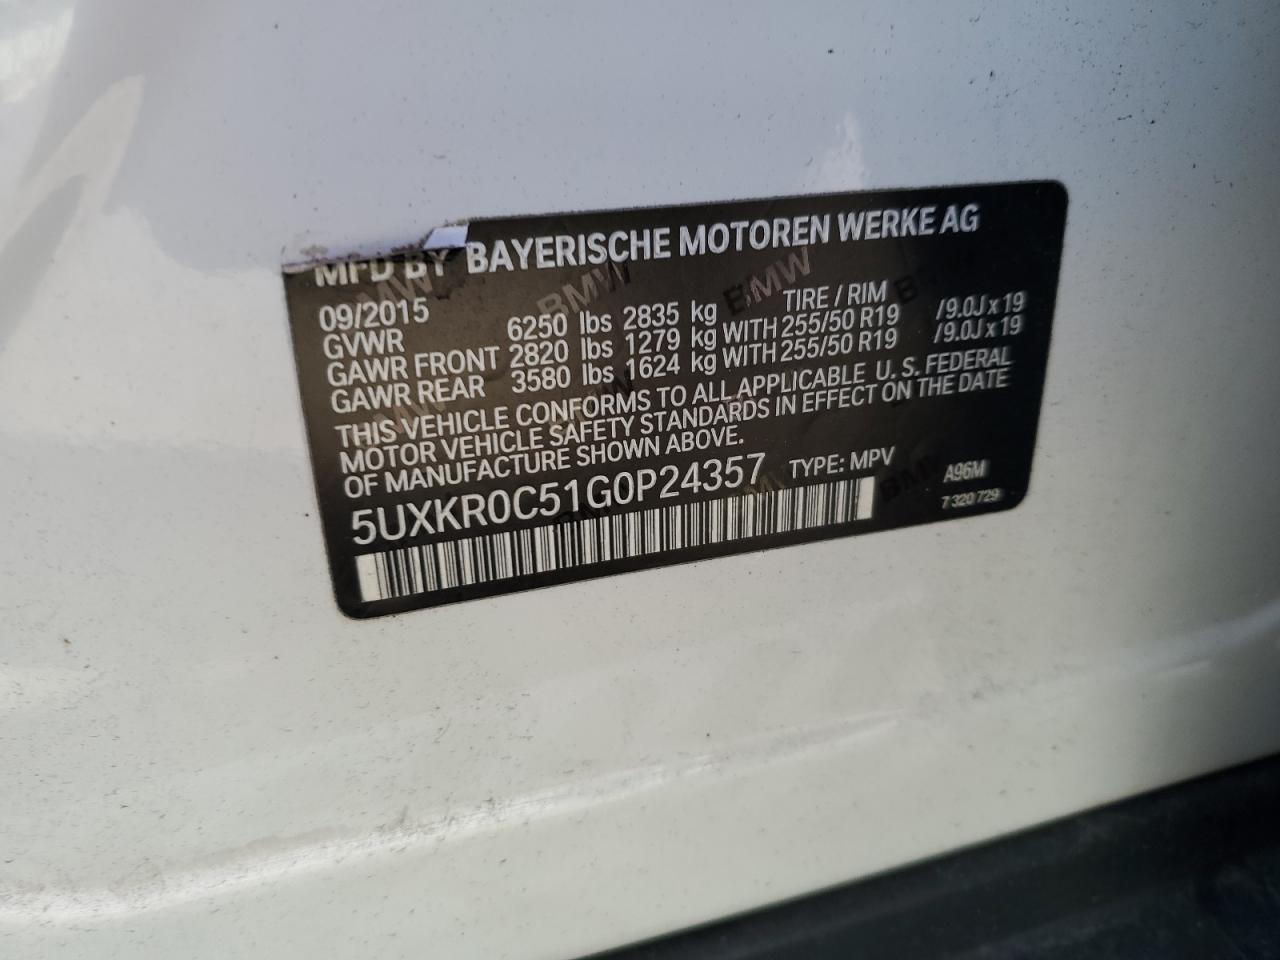 MFD BY BAYERISCHE MOTOREN WERKE AG
09/2015 TIRE / RIM
GVWR 6250 lbs 2835 kg
GAWR FRONT 2820 lbs 1279 kg WITH 255/50 R19 /9.0J x 19
GAWR REAR 3580 lbs 1624 kg WITH 255/50 R19 /9.0J x 19
THIS VEHICLE CONFORMS TO ALL APPLICABLE U. S. FEDERAL
MOTOR VEHICLE SAFETY STANDARDS IN EFFECT ON THE DATE
OF MANUFACTURE SHOWN ABOVE.
5UXKR0C51G0P24357 TYPE: MPV A96M
7 320 729